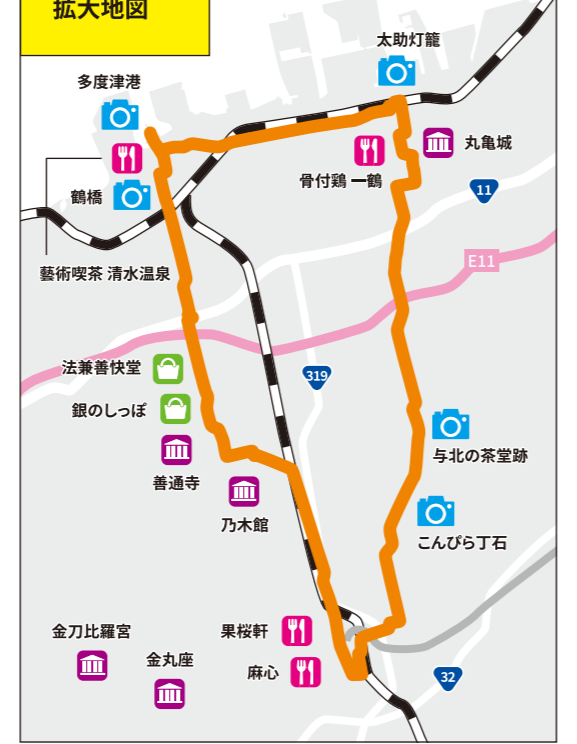 拡大地図
太助灯籠
多度津港
丸亀城
骨付鶏 一鶴
鶴橋
11
藝術喫茶 清水温泉
E11
法兼善快堂
319
銀のしっぽ
与北の茶堂跡
善通寺
乃木館
こんぴら丁石
金刀比羅宮
果桜軒
金丸座
麻心
32